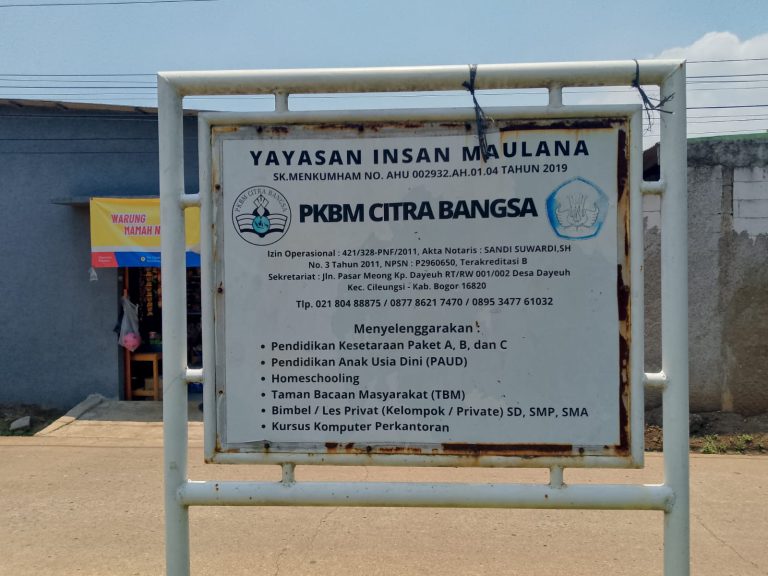 YAYASAN INSAN MAULANA
SK.MENKUMHAM NO. AHU 002932.AH.01.04 TAHUN 2019
PKBM CITRA BANGSA
PKBM CITRA BANGSA
Izin Operasional : 421/328-PNF/2011, Akta Notaris : SANDI SUWARDI,SH
No. 3 Tahun 2011, NPSN : P2960650, Terakreditasi B
Sekretariat : Jln. Pasar Meong Kp. Dayeuh RT/RW 001/002 Desa Dayeuh
Kec. Cileungsi - Kab. Bogor 16820
Tlp. 021 804 88875 / 0877 8621 7470 / 0895 3477 61032
Menyelenggarakan :
• Pendidikan Kesetaraan Paket A, B, dan C
• Pendidikan Anak Usia Dini (PAUD)
• Homeschooling
• Taman Bacaan Masyarakat (TBM)
• Bimbel / Les Privat (Kelompok / Private) SD, SMP, SMA
• Kursus Komputer Perkantoran
WARUNG
MAMAH